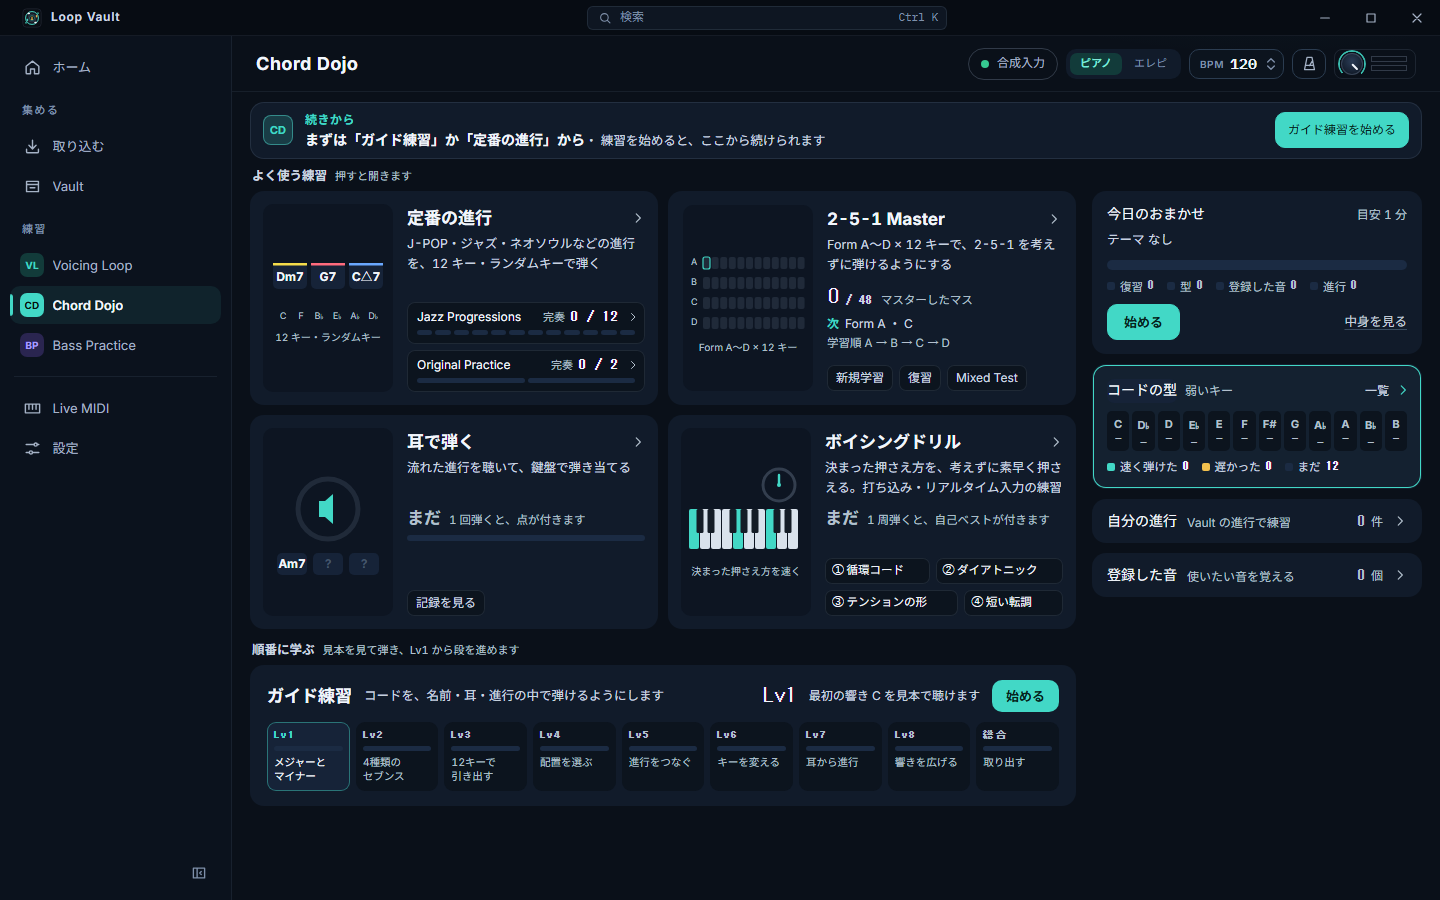 Loop Vault
検索
Ctrl K
ホーム
集める
取り込む
Vault
練習
VL Voicing Loop
CD Chord Dojo
BP Bass Practice
Live MIDI
設定
Chord Dojo
合成入力
ピアノ
エレピ
BPM 120
CD
続きから
まずは「ガイド練習」か「定番の進行」から・ 練習を始めると、ここから続けられます
ガイド練習を始める
よく使う練習 押すと開きます
定番の進行
J-POP・ジャズ・ネオソウルなどの進行を、12 キー・ランダムキーで弾く
Dm7 G7 C△7
C F B♭ E♭ A♭ D♭
12 キー・ランダムキー
Jazz Progressions 完奏 0 / 12
Original Practice 完奏 0 / 2
2-5-1 Master
Form A〜D × 12 キーで、2-5-1 を考えずに弾けるようにする
A
B
C
D
Form A〜D × 12 キー
0 / 48 マスターしたマス
次 Form A ・ C
学習順 A → B → C → D
新規学習
復習
Mixed Test
耳で弾く
流れた進行を聴いて、鍵盤で弾き当てる
Am7 ? ?
まだ 1 回弾くと、点が付きます
記録を見る
ボイシングドリル
決まった押さえ方を、考えずに素早く押さえる。打ち込み・リアルタイム入力の練習
決まった押さえ方を速く
まだ 1 周弾くと、自己ベストが付きます
① 循環コード
② ダイアトニック
③ テンションの形
④ 短い転調
今日のおまかせ
目安 1 分
テーマ なし
復習 0 型 0 登録した音 0 進行 0
始める
中身を見る
コードの型 弱いキー
一覧
C D♭ D E♭ E F F# G A♭ A B♭ B
– – – – – – – – – – – –
速く弾けた 0 遅かった 0 まだ 12
自分の進行 Vault の進行で練習 0 件
登録した音 使いたい音を覚える 0 個
順番に学ぶ 見本を見て弾き、Lv1 から段を進めます
ガイド練習 コードを、名前・耳・進行の中で弾けるようにします
Lv1 最初の響き C を見本で聴けます
始める
Lv1
メジャーと
マイナー
Lv2
4種類の
セブンス
Lv3
12キーで
引き出す
Lv4
配置を選ぶ
Lv5
進行をつなぐ
Lv6
キーを変える
Lv7
耳から進行
Lv8
響きを広げる
総合
取り出す